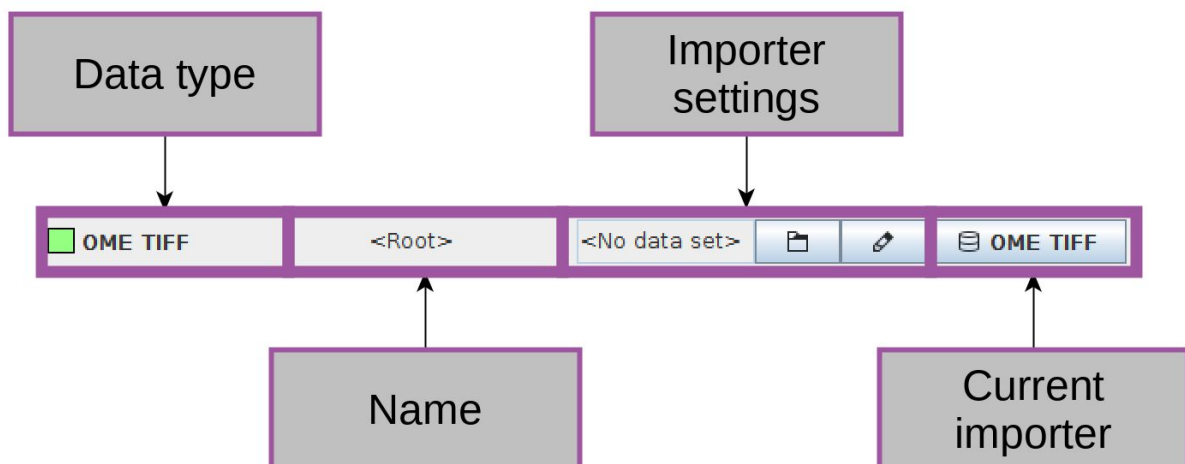 Data type
Importer
settings
OME TIFF
<Root>
<No data set>
OME TIFF
Name
Current
importer